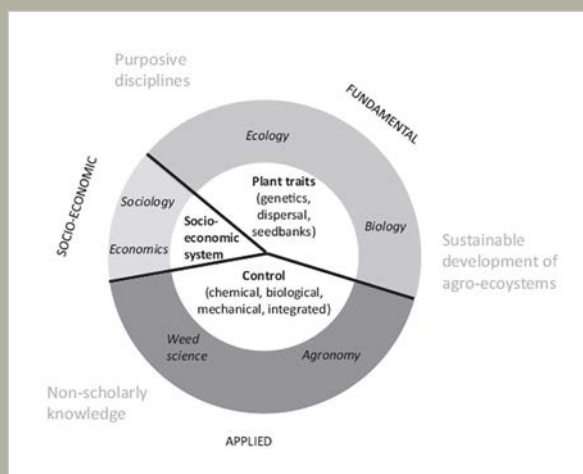 Purposive
disciplines
FUNDAMENTAL
Ecology
Plant traits
(genetics,
dispersal,
seedbanks)
SOCIO-ECONOMIC
Sociology
Economics
Socio-
economic
system
Biology
Sustainable
development of
agro-ecoystems
Control
(chemical, biological,
mechanical, integrated)
Weed
science
Agronomy
Non-scholarly
knowledge
APPLIED